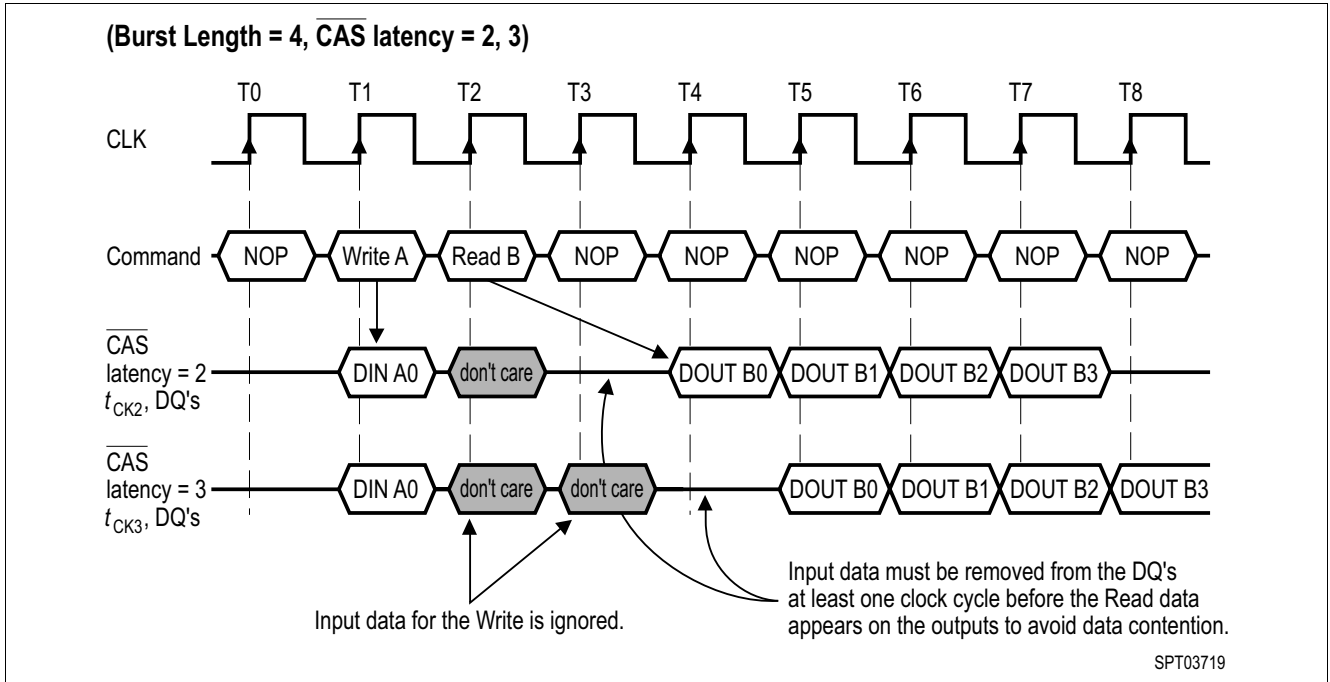 (Burst Length = 4, CAS latency = 2, 3)
T0 T1 T2 T3 T4 T5 T6 T7 T8
CLK
Command NOP Write A Read B NOP NOP NOP NOP NOP NOP
CAS
latency = 2 DIN A0 don't care DOUT B0 DOUT B1 DOUT B2 DOUT B3
tCK2, DQ's
CAS
latency = 3 DIN A0 don't care don't care DOUT B0 DOUT B1 DOUT B2 DOUT B3
tCK3, DQ's
Input data for the Write is ignored.
Input data must be removed from the DQ's
at least one clock cycle before the Read data
appears on the outputs to avoid data contention.
SPT03719